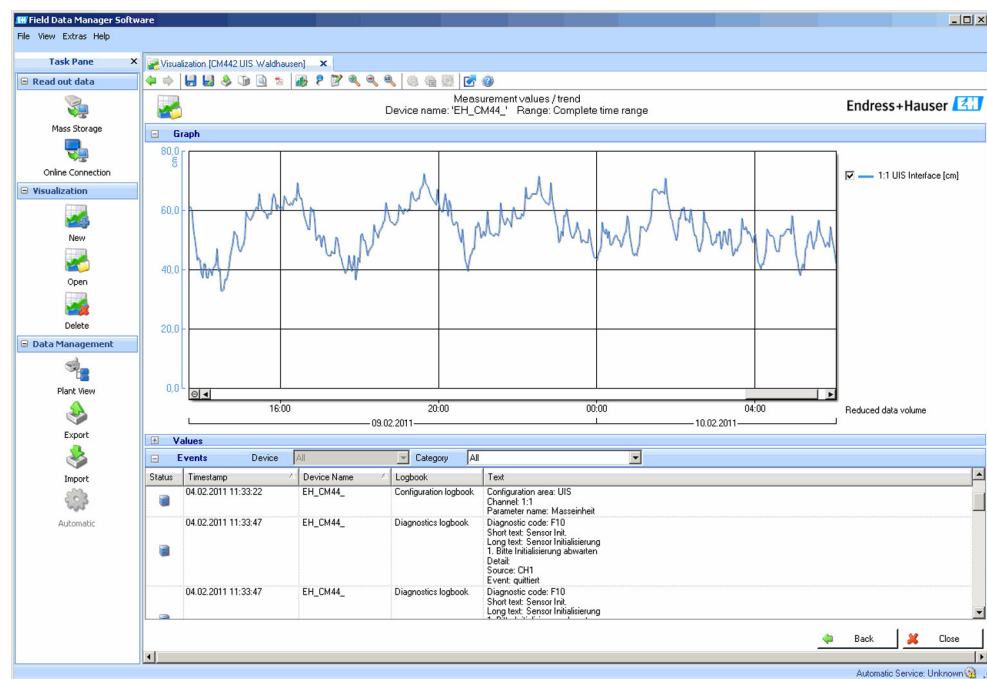 Field Data Manager Software
File View Extras Help
Task Pane
Read out data
Mass Storage
Online Connection
Visualization
New
Open
Delete
Data Management
Plant View
Export
Import
Automatic
Visualization [CM442 UIS Waldhausen]
Measurement values / trend
Device name: 'EH_CM44_' Range: Complete time range
Endress+Hauser EH
Graph
80,0
cm
60,0
40,0
20,0
0,0
16:00 20:00 00:00 04:00
09.02.2011 10.02.2011
1:1 UIS Interface [cm]
Reduced data volume
Values
Events Device All Category All
Status Timestamp Device Name Logbook Text
04.02.2011 11:33:22 EH_CM44_ Configuration logbook Configuration area: UIS
Channel: 1:1
Parameter name: Masseinheit
04.02.2011 11:33:47 EH_CM44_ Diagnostics logbook Diagnostic code: F10
Short text: Sensor Init.
Long text: Sensor Initialisierung
1. Bitte Initialisierung abwarten
Detail:
Source: CH1
Event: quittiert
04.02.2011 11:33:47 EH_CM44_ Diagnostics logbook Diagnostic code: F10
Short text: Sensor Init.
Long text: Sensor Initialisierung
Back Close
Automatic Service: Unknown